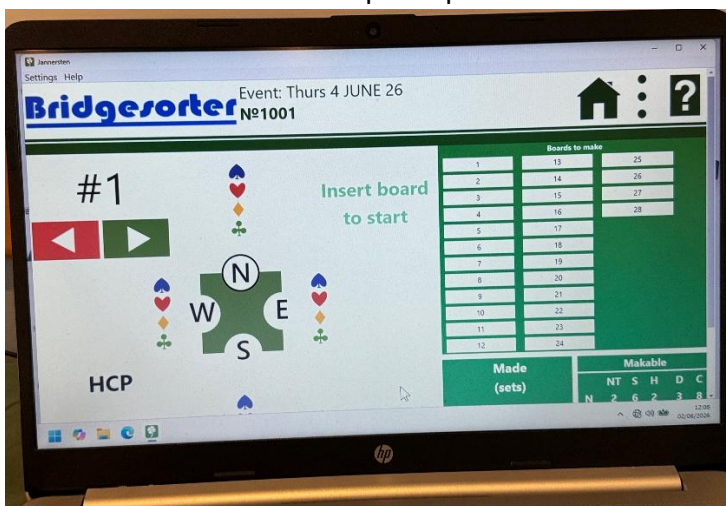 Jannersten
Settings Help
Bridgesorter
Event: Thurs 4 JUNE 26
№1001
?
#1
Insert board
to start
N
W
E
S
HCP
Boards to make
1 13 25
2 14 26
3 15 27
4 16 28
5 17
6 18
7 19
8 20
9 21
10 22
11 23
12 24
Made
(sets)
Makable
NT S H D C
N 2 6 2 3 8
12:08
02/06/2026
hp